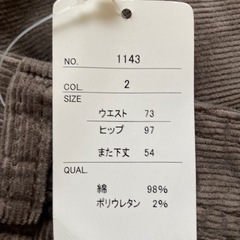 NO. 1143
COL. 2
SIZE
ウエスト 73
ヒップ 97
また下丈 54
QUAL.
綿 98%
ポリウレタン 2%